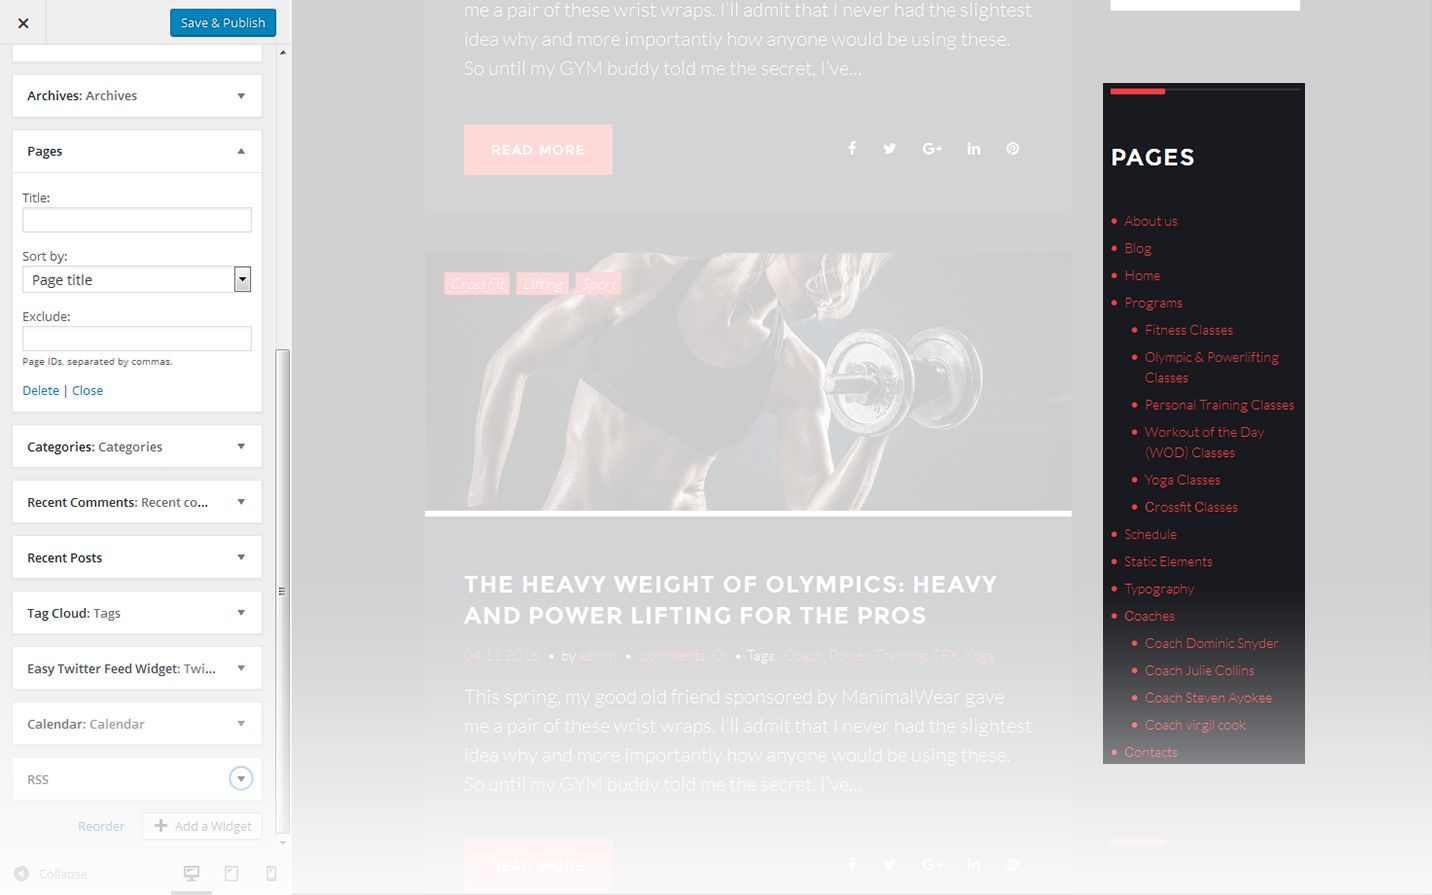 Save & Publish
Archives: Archives
Pages
Title:
Sort by:
Page title
Exclude:
Page IDs, separated by commas.
Delete | Close
Categories: Categories
Recent Comments: Recent co...
Recent Posts
Tag Cloud: Tags
Easy Twitter Feed Widget: Twi...
Calendar: Calendar
RSS
Reorder
Add a Widget
Collapse
me a pair of these wrist wraps. I'll admit that I never had the slightest
idea why and more importantly how anyone would be using these.
So until my GYM buddy told me the secret, I've...
READ MORE
CrossFit Lifting Sport
THE HEAVY WEIGHT OF OLYMPICS: HEAVY
AND POWER LIFTING FOR THE PROS
04.11.2015 • by admin • comments (0) • Tags: Coach, Power, Training, TRX, Yoga
This spring, my good old friend sponsored by ManimalWear gave
me a pair of these wrist wraps. I'll admit that I never had the slightest
idea why and more importantly how anyone would be using these.
So until my GYM buddy told me the secret, I've...
READ MORE
PAGES
About us
Blog
Home
Programs
Fitness Classes
Olympic & Powerlifting
Classes
Personal Training Classes
Workout of the Day
(WOD) Classes
Yoga Classes
Crossfit Classes
Schedule
Static Elements
Typography
Coaches
Coach Dominic Snyder
Coach Julie Collins
Coach Steven Ayokee
Coach virgil cook
Contacts